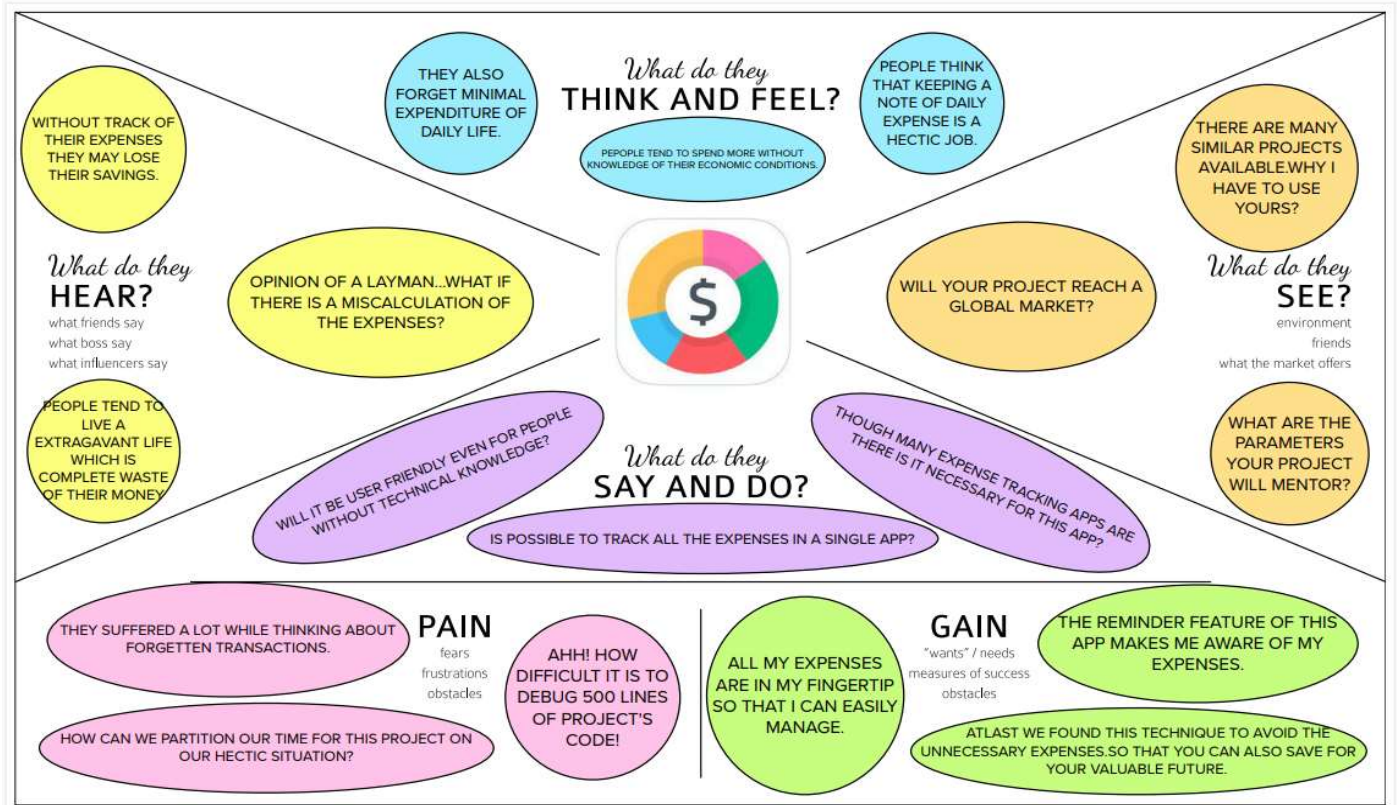 THEY ALSO
FORGET MINIMAL
EXPENDITURE OF
DAILY LIFE.
What do they
THINK AND FEEL?
PEPOPLE TEND TO SPEND MORE WITHOUT
KNOWLEDGE OF THEIR ECONOMIC CONDITIONS.
PEOPLE THINK
THAT KEEPING A
NOTE OF DAILY
EXPENSE IS A
HECTIC JOB.
WITHOUT TRACK OF
THEIR EXPENSES
THEY MAY LOSE
THEIR SAVINGS.
What do they
HEAR?
what friends say
what boss say
what influencers say
OPINION OF A LAYMAN...WHAT IF
THERE IS A MISCALCULATION OF
THE EXPENSES?
PEOPLE TEND TO
LIVE A
EXTRAGAVANT LIFE
WHICH IS
COMPLETE WASTE
OF THEIR MONEY
$
THERE ARE MANY
SIMILAR PROJECTS
AVAILABLE.WHY I
HAVE TO USE
YOURS?
WILL YOUR PROJECT REACH A
GLOBAL MARKET?
What do they
SEE?
environment
friends
what the market offers
WHAT ARE THE
PARAMETERS
YOUR PROJECT
WILL MENTOR?
WILL IT BE USER FRIENDLY EVEN FOR PEOPLE
WITHOUT TECHNICAL KNOWLEDGE?
What do they
SAY AND DO?
IS POSSIBLE TO TRACK ALL THE EXPENSES IN A SINGLE APP?
THOUGH MANY EXPENSE TRACKING APPS ARE
THERE IS IT NECESSARY FOR THIS APP?
THEY SUFFERED A LOT WHILE THINKING ABOUT
FORGETTEN TRANSACTIONS.
PAIN
fears
frustrations
obstacles
AHH! HOW
DIFFICULT IT IS TO
DEBUG 500 LINES
OF PROJECT'S
CODE!
HOW CAN WE PARTITION OUR TIME FOR THIS PROJECT ON
OUR HECTIC SITUATION?
ALL MY EXPENSES
ARE IN MY FINGERTIP
SO THAT I CAN EASILY
MANAGE.
GAIN
"wants" / needs
measures of success
obstacles
THE REMINDER FEATURE OF THIS
APP MAKES ME AWARE OF MY
EXPENSES.
ATLAST WE FOUND THIS TECHNIQUE TO AVOID THE
UNNECESSARY EXPENSES.SO THAT YOU CAN ALSO SAVE FOR
YOUR VALUABLE FUTURE.